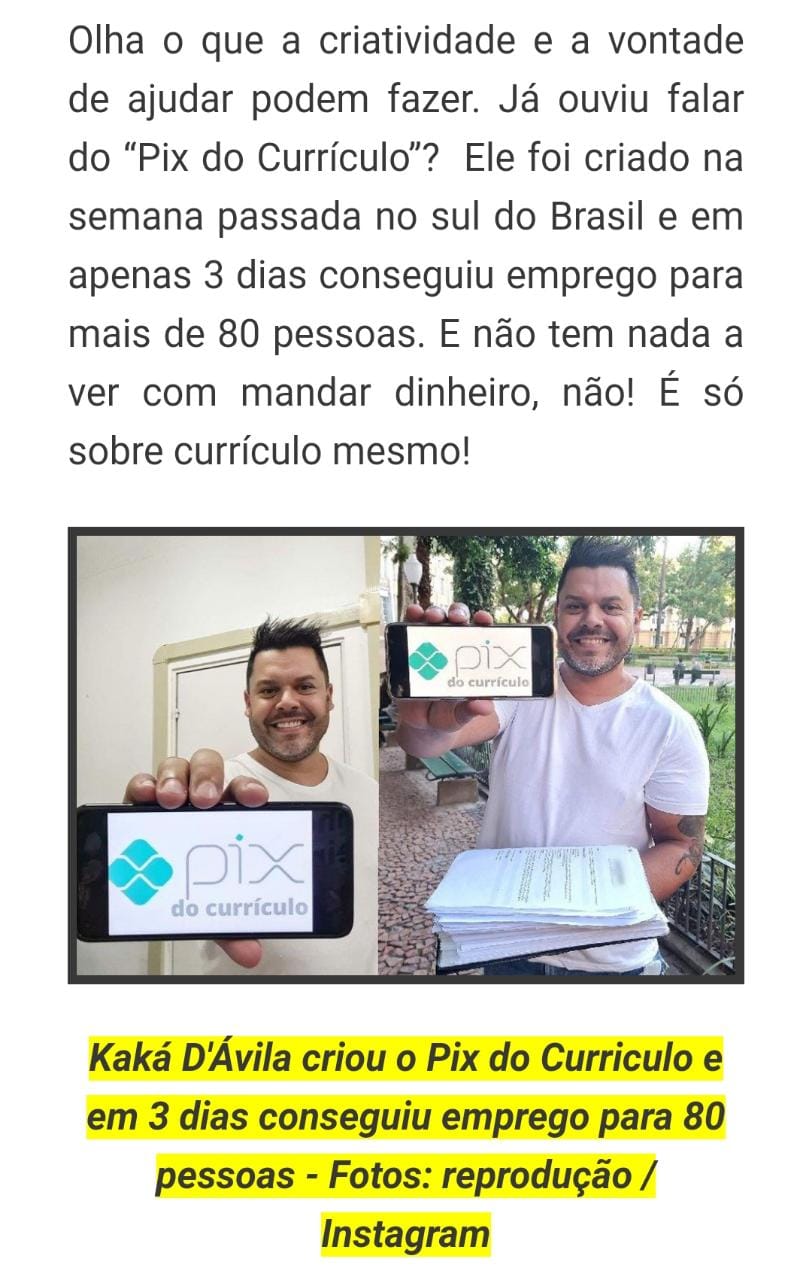 Olha o que a criatividade e a vontade
de ajudar podem fazer. Já ouviu falar
do “Pix do Currículo”?  Ele foi criado na
semana passada no sul do Brasil e em
apenas 3 dias conseguiu emprego para
mais de 80 pessoas. E não tem nada a
ver com mandar dinheiro, não! É só
sobre currículo mesmo!
pix
do currículo
pix
do currículo
Kaká D'Ávila criou o Pix do Curriculo e
em 3 dias conseguiu emprego para 80
pessoas - Fotos: reprodução /
Instagram